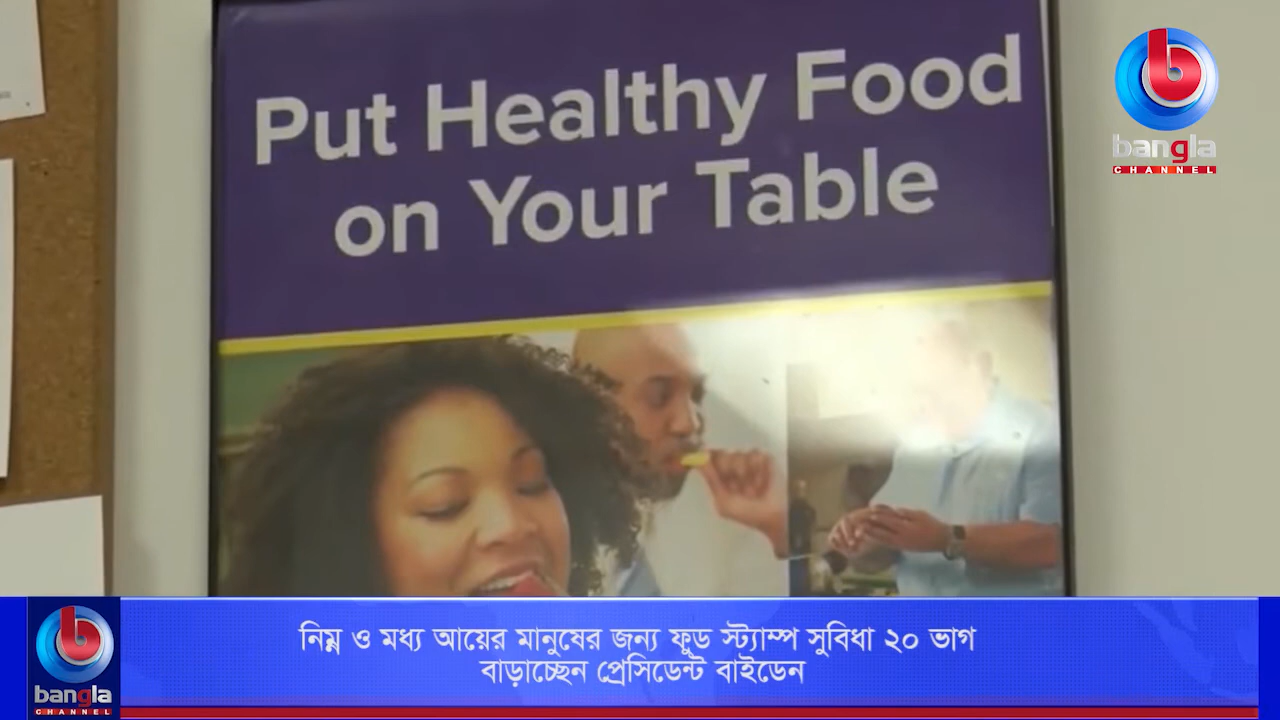 Put Healthy Food
on Your Table
bangla
CHANNEL
নিম্ন ও মধ্য আয়ের মানুষের জন্য ফুড স্ট্যাম্প সুবিধা ২০ ভাগ
বাড়াচ্ছেন প্রেসিডেন্ট বাইডেন
bangla
CHANNEL